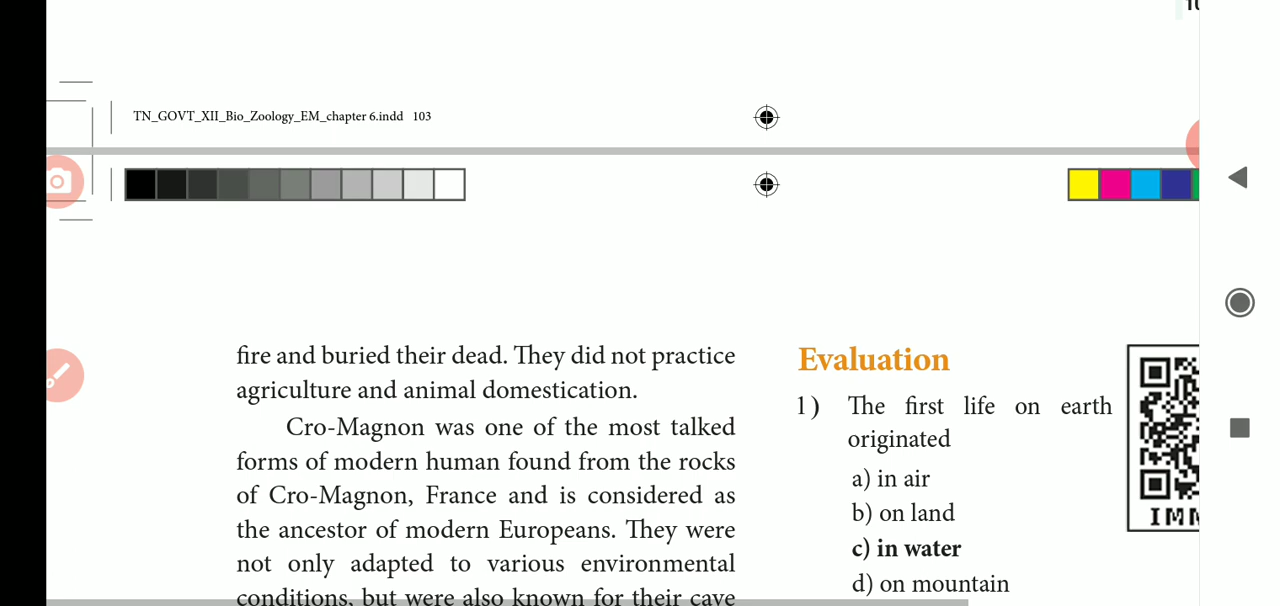 TN_GOVT_XII_Bio_Zoology_EM_chapter 6.indd 103
fire and buried their dead. They did not practice
agriculture and animal domestication.
Cro-Magnon was one of the most talked
forms of modern human found from the rocks
of Cro-Magnon, France and is considered as
the ancestor of modern Europeans. They were
not only adapted to various environmental
conditions, but were also known for their cave
Evaluation
1) The first life on earth
originated
a) in air
b) on land
c) in water
d) on mountain